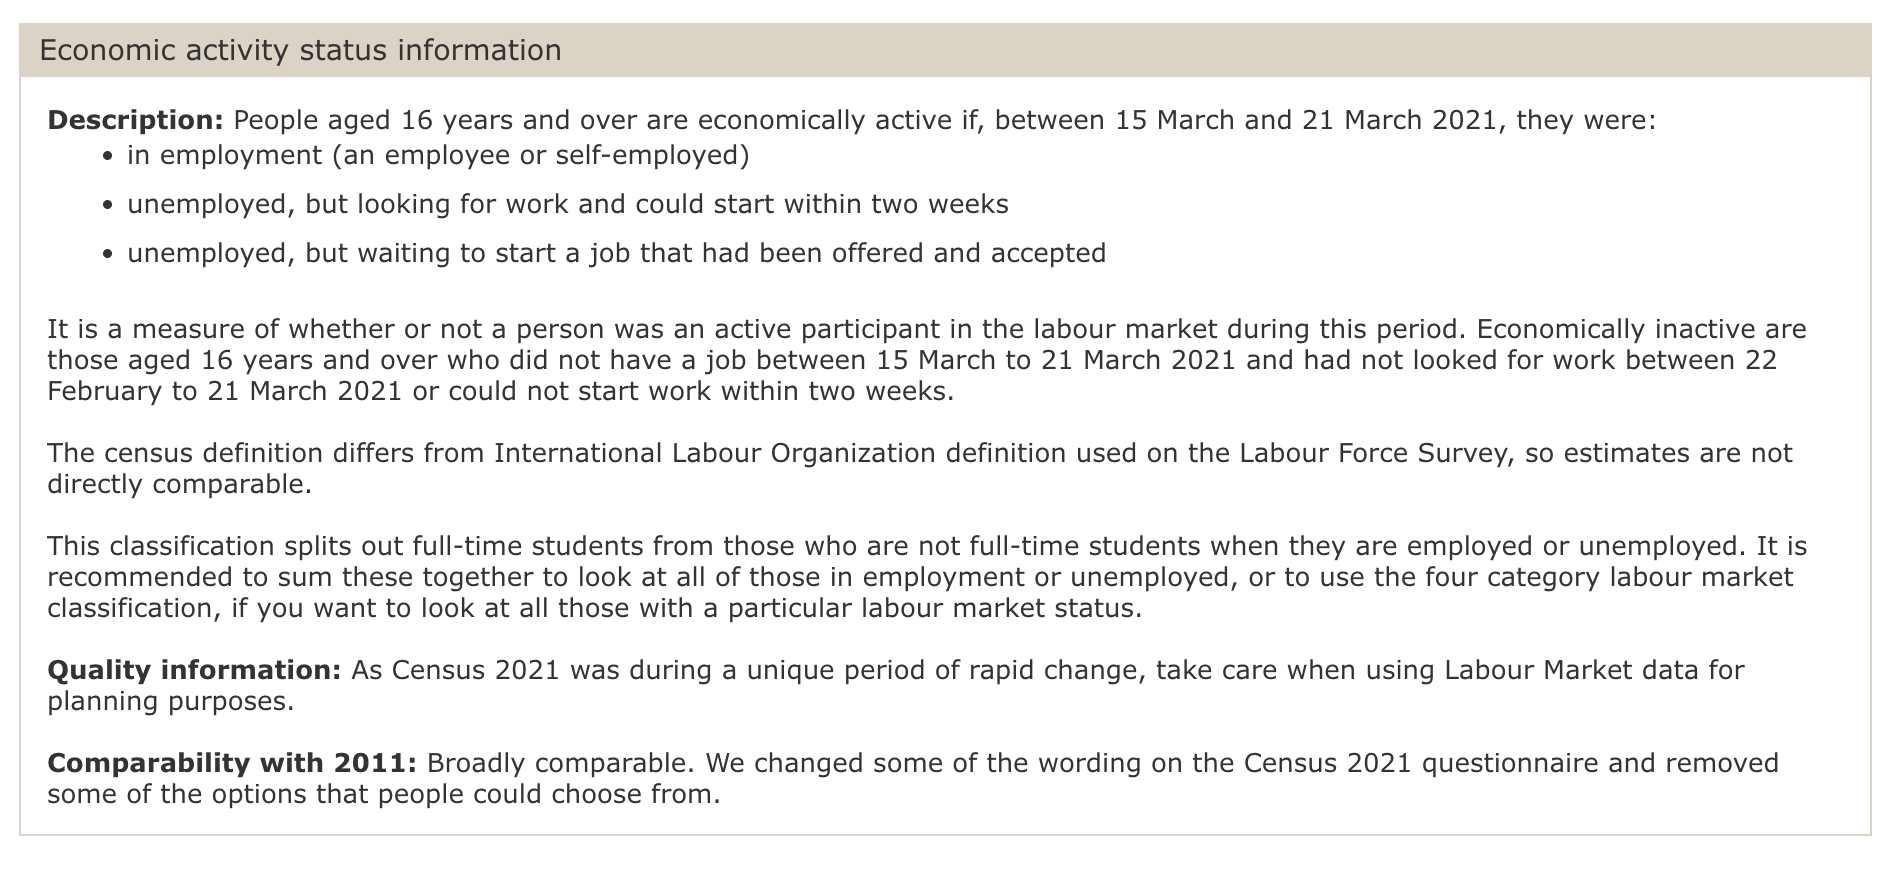 Economic activity status information
Description: People aged 16 years and over are economically active if, between 15 March and 21 March 2021, they were:
• in employment (an employee or self-employed)
• unemployed, but looking for work and could start within two weeks
• unemployed, but waiting to start a job that had been offered and accepted
It is a measure of whether or not a person was an active participant in the labour market during this period. Economically inactive are
those aged 16 years and over who did not have a job between 15 March to 21 March 2021 and had not looked for work between 22
February to 21 March 2021 or could not start work within two weeks.
The census definition differs from International Labour Organization definition used on the Labour Force Survey, so estimates are not
directly comparable.
This classification splits out full-time students from those who are not full-time students when they are employed or unemployed. It is
recommended to sum these together to look at all of those in employment or unemployed, or to use the four category labour market
classification, if you want to look at all those with a particular labour market status.
Quality information: As Census 2021 was during a unique period of rapid change, take care when using Labour Market data for
planning purposes.
Comparability with 2011: Broadly comparable. We changed some of the wording on the Census 2021 questionnaire and removed
some of the options that people could choose from.